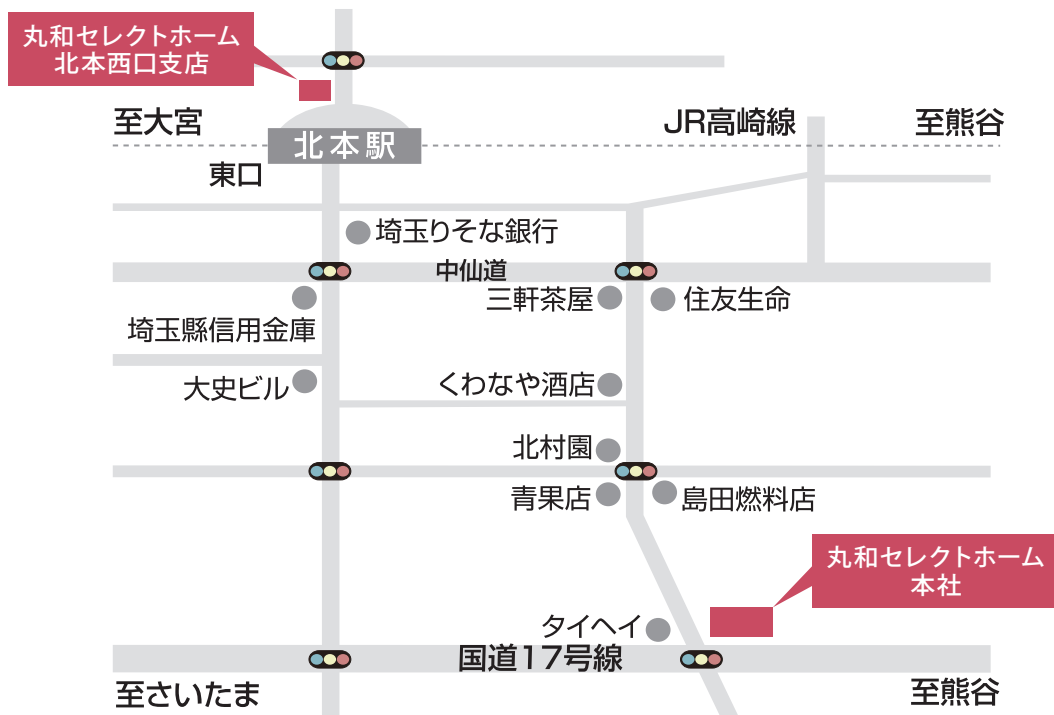 丸和セレクトホーム
北本西口支店
至大宮
JR高崎線
至熊谷
北本駅
東口
埼玉りそな銀行
中仙道
三軒茶屋
住友生命
埼玉縣信用金庫
大史ビル
くわなや酒店
北村園
青果店
島田燃料店
丸和セレクトホーム
本社
タイヘイ
国道17号線
至さいたま
至熊谷